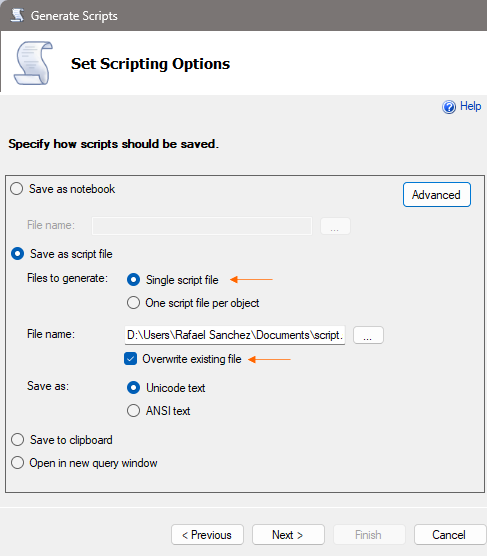 Generate Scripts
Set Scripting Options
Help
Specify how scripts should be saved.
Save as notebook
Advanced
File name:
...
Save as script file
Files to generate:
Single script file
One script file per object
File name:
D:\Users\Rafael Sanchez\Documents\script.
...
Overwrite existing file
Save as:
Unicode text
ANSI text
Save to clipboard
Open in new query window
< Previous
Next >
Finish
Cancel